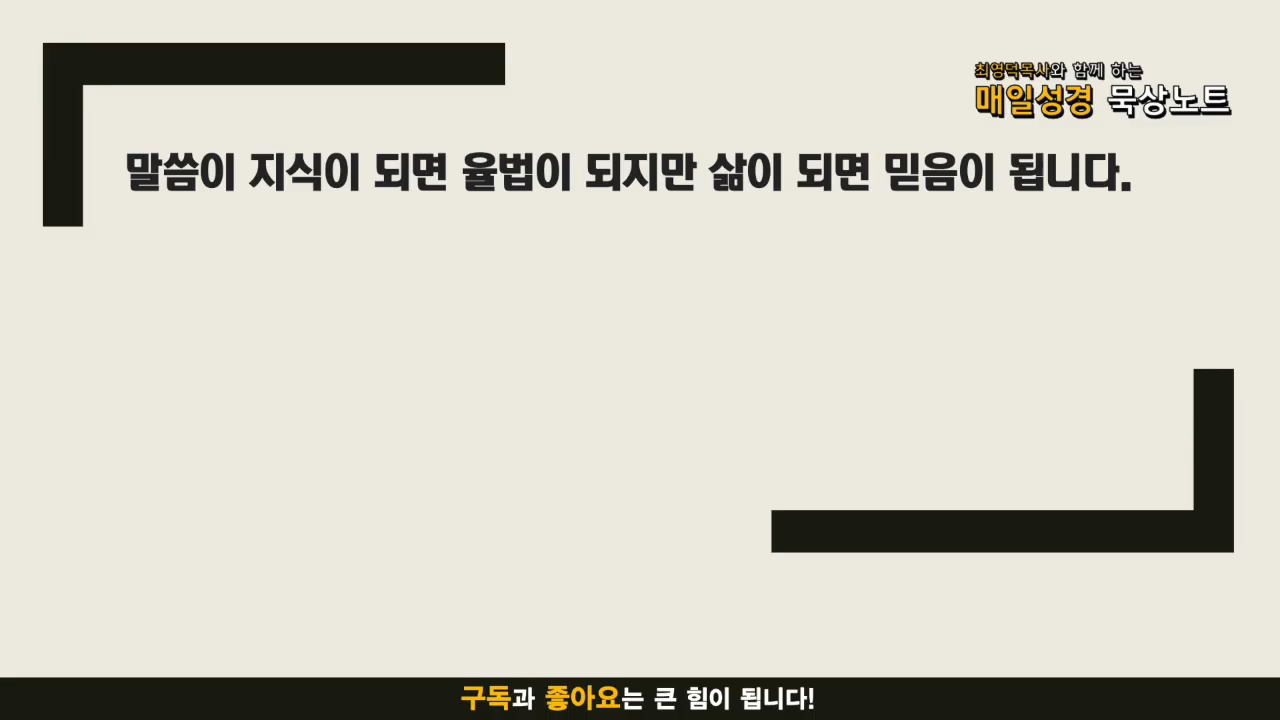 최영덕목사와 함께 하는
매일성경 묵상노트
말씀이 지식이 되면 율법이 되지만 삶이 되면 믿음이 됩니다.
구독과 좋아요는 큰 힘이 됩니다!